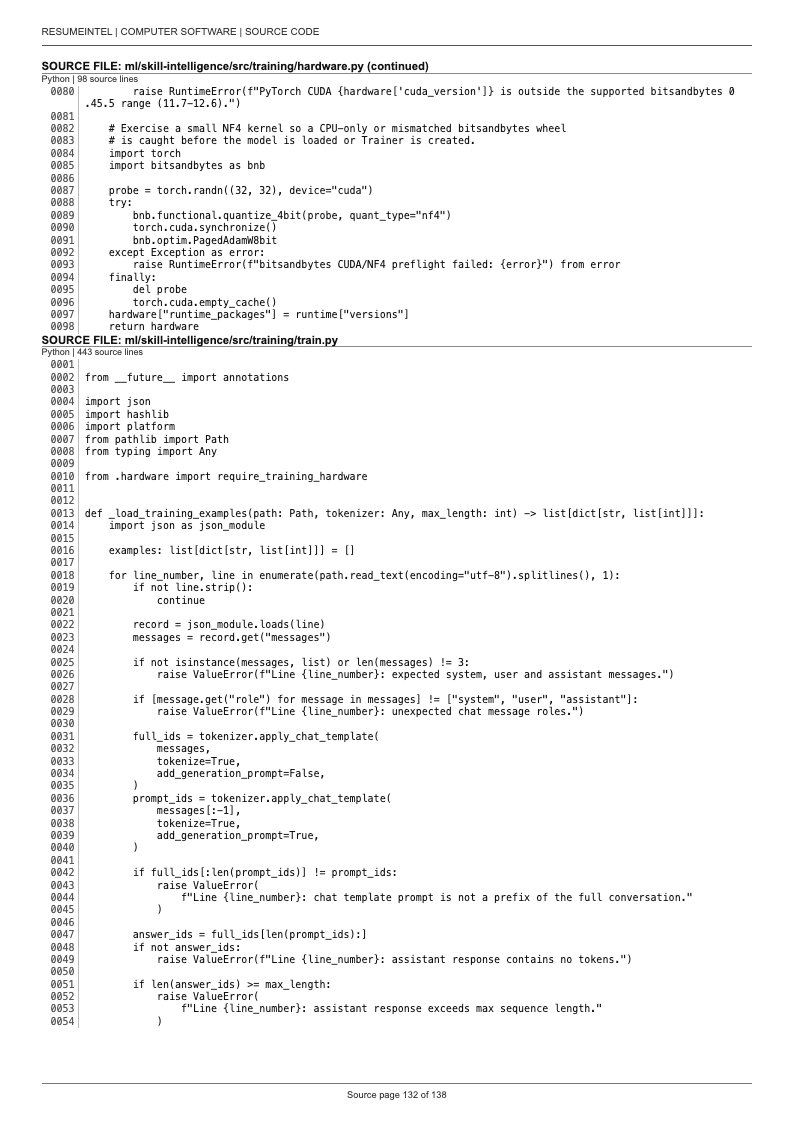 RESUMEINTEL | COMPUTER SOFTWARE | SOURCE CODE
SOURCE FILE: ml/skill-intelligence/src/training/hardware.py (continued)
Python | 98 source lines
0080         raise RuntimeError(f"PyTorch CUDA {hardware['cuda_version']} is outside the supported bitsandbytes 0
.45.5 range (11.7–12.6).")
0081
0082     # Exercise a small NF4 kernel so a CPU-only or mismatched bitsandbytes wheel
0083     # is caught before the model is loaded or Trainer is created.
0084     import torch
0085     import bitsandbytes as bnb
0086
0087     probe = torch.randn((32, 32), device="cuda")
0088     try:
0089         bnb.functional.quantize_4bit(probe, quant_type="nf4")
0090         torch.cuda.synchronize()
0091         bnb.optim.PagedAdamW8bit
0092     except Exception as error:
0093         raise RuntimeError(f"bitsandbytes CUDA/NF4 preflight failed: {error}") from error
0094     finally:
0095         del probe
0096         torch.cuda.empty_cache()
0097     hardware["runtime_packages"] = runtime["versions"]
0098     return hardware
SOURCE FILE: ml/skill-intelligence/src/training/train.py
Python | 443 source lines
0001
0002 from __future__ import annotations
0003
0004 import json
0005 import hashlib
0006 import platform
0007 from pathlib import Path
0008 from typing import Any
0009
0010 from .hardware import require_training_hardware
0011
0012
0013 def _load_training_examples(path: Path, tokenizer: Any, max_length: int) -> list[dict[str, list[int]]]:
0014     import json as json_module
0015
0016     examples: list[dict[str, list[int]]] = []
0017
0018     for line_number, line in enumerate(path.read_text(encoding="utf-8").splitlines(), 1):
0019         if not line.strip():
0020             continue
0021
0022         record = json_module.loads(line)
0023         messages = record.get("messages")
0024
0025         if not isinstance(messages, list) or len(messages) != 3:
0026             raise ValueError(f"Line {line_number}: expected system, user and assistant messages.")
0027
0028         if [message.get("role") for message in messages] != ["system", "user", "assistant"]:
0029             raise ValueError(f"Line {line_number}: unexpected chat message roles.")
0030
0031         full_ids = tokenizer.apply_chat_template(
0032             messages,
0033             tokenize=True,
0034             add_generation_prompt=False,
0035         )
0036         prompt_ids = tokenizer.apply_chat_template(
0037             messages[:-1],
0038             tokenize=True,
0039             add_generation_prompt=True,
0040         )
0041
0042         if full_ids[:len(prompt_ids)] != prompt_ids:
0043             raise ValueError(
0044                 f"Line {line_number}: chat template prompt is not a prefix of the full conversation."
0045             )
0046
0047         answer_ids = full_ids[len(prompt_ids):]
0048         if not answer_ids:
0049             raise ValueError(f"Line {line_number}: assistant response contains no tokens.")
0050
0051         if len(answer_ids) >= max_length:
0052             raise ValueError(
0053                 f"Line {line_number}: assistant response exceeds max sequence length."
0054             )
Source page 132 of 138